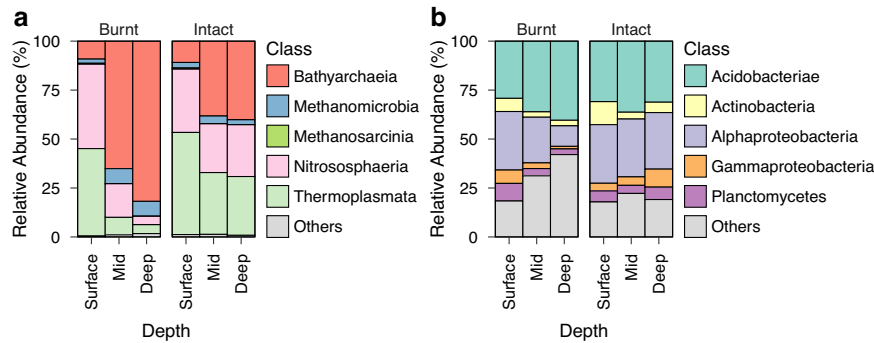 a
Burnt
Intact
Relative Abundance (%)
100
75
50
25
0
Surface
Mid
Deep
Surface
Mid
Deep
Depth
Class
Bathyarchaeia
Methanomicrobia
Methanosarcinia
Nitrososphaeria
Thermoplasmata
Others
b
Burnt
Intact
Relative Abundance (%)
100
75
50
25
0
Surface
Mid
Deep
Surface
Mid
Deep
Depth
Class
Acidobacteriae
Actinobacteria
Alphaproteobacteria
Gammaproteobacteria
Planctomycetes
Others